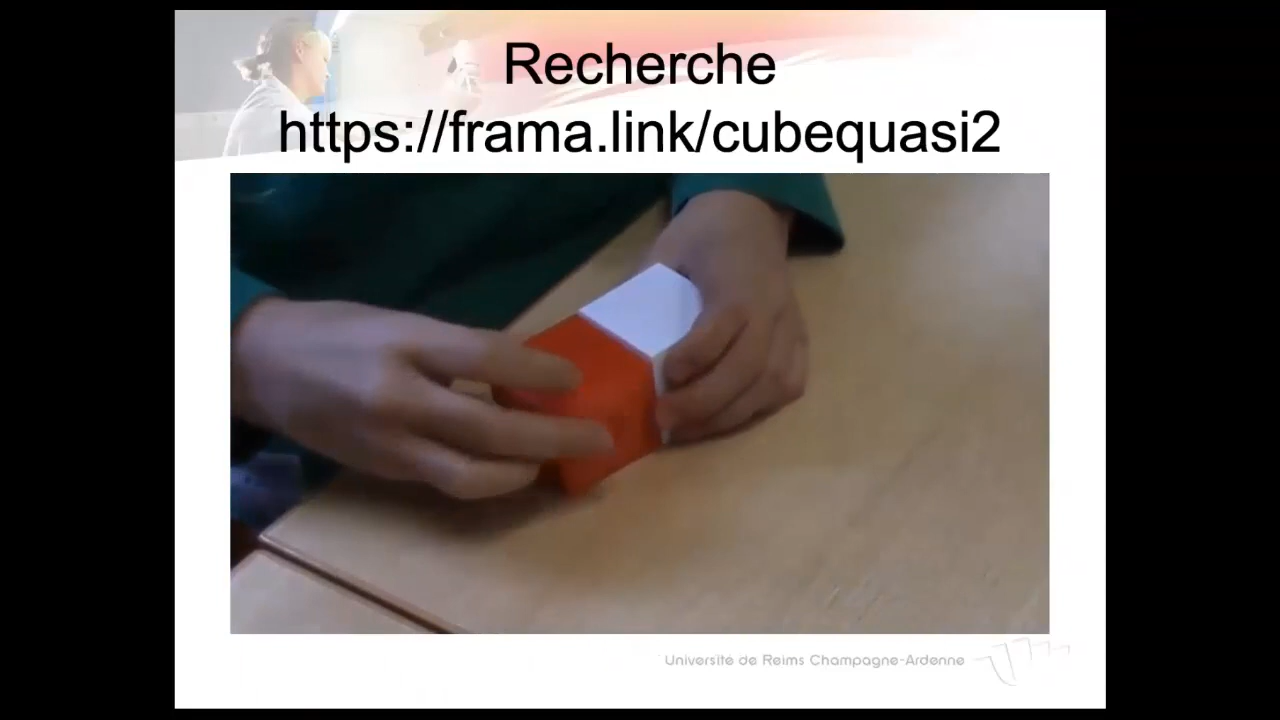 Recherche
https://frama.link/cubequasi2
Université de Reims Champagne-Ardenne